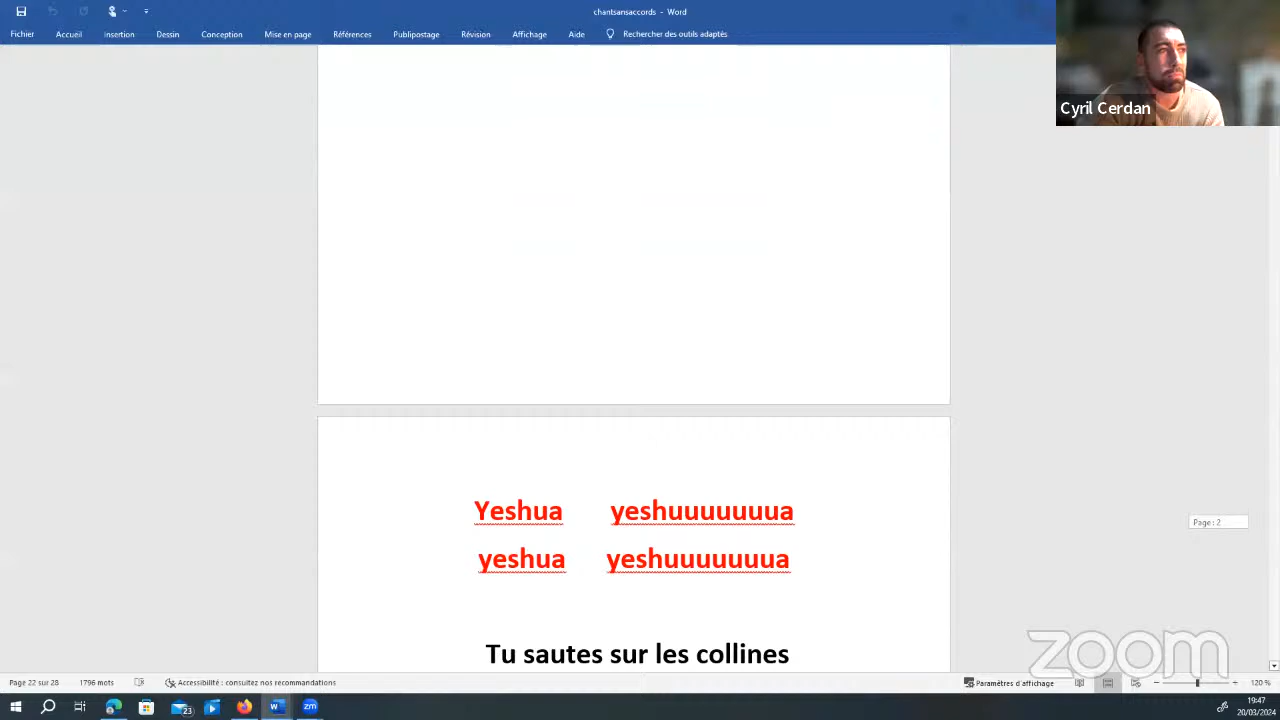 chantsansaccords - Word
Fichier Accueil Insertion Dessin Conception Mise en page Références Publipostage Révision Affichage Aide Rechercher des outils adaptés
Cyril Cerdan
Yeshua yeshuuuuuuua
yeshua yeshuuuuuuua
Page : 2
Tu sautes sur les collines
zoom
Page 22 sur 28 1796 mots Accessibilité : consultez nos recommandations Paramètres d'affichage 120 %
19:47
20/03/2024